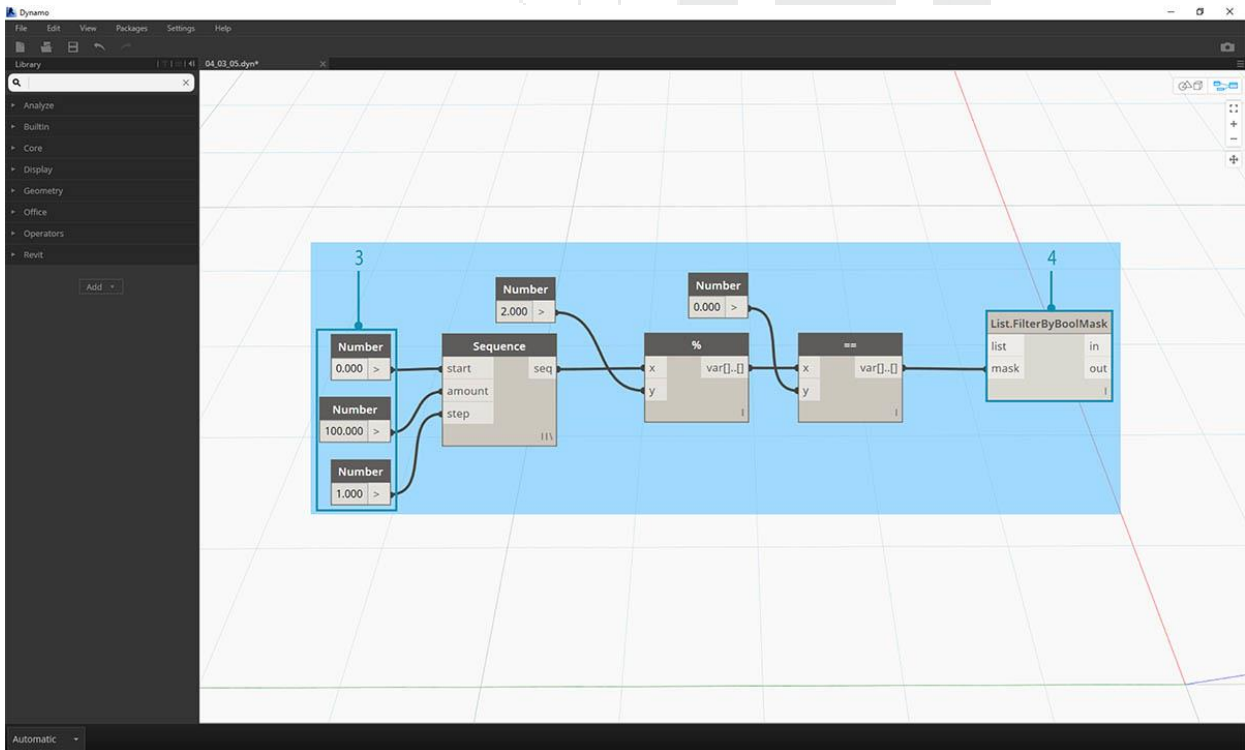 Dynamo
File Edit View Packages Settings Help
Library
04_03_05.dyn*
Analyze
BuiltIn
Core
Display
Geometry
Office
Operators
Revit
Add
3
4
Number
2.000 >
Number
0.000 >
Number
0.000 >
Number
100.000 >
Number
1.000 >
Sequence
start seq
amount
step
%
x var[]..[]
y
==
x var[]..[]
y
List.FilterByBoolMask
list in
mask out
Automatic